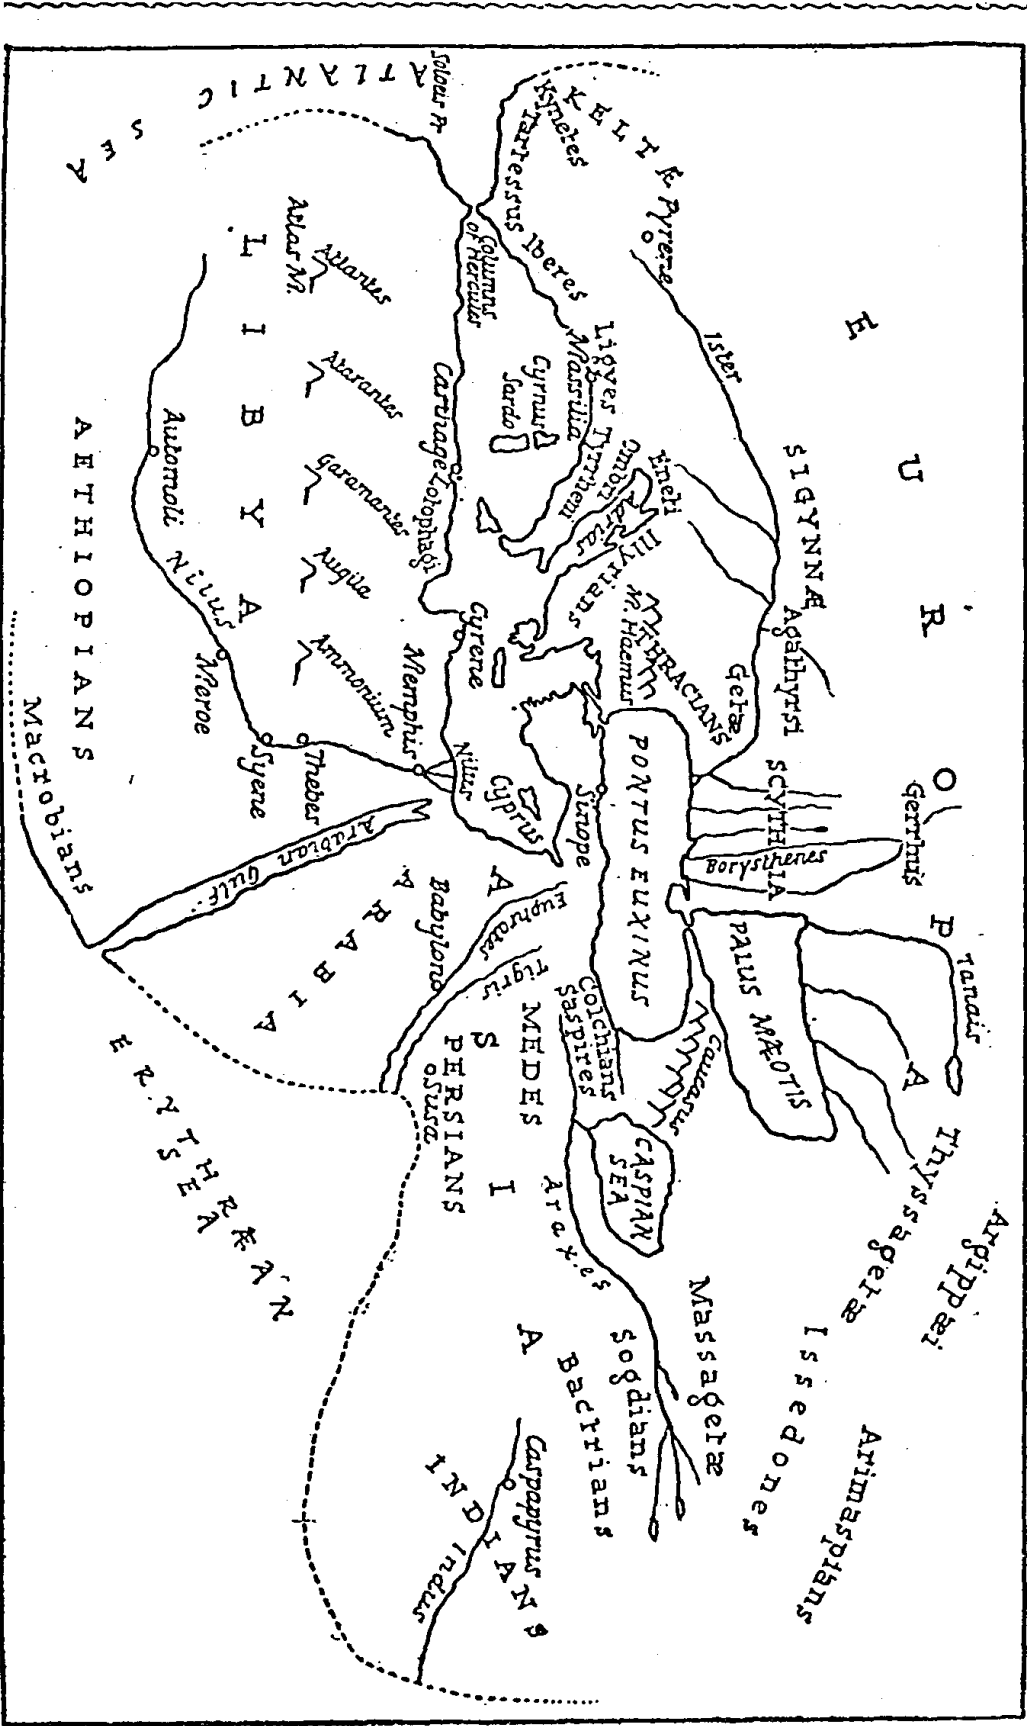 EUROPA
KELTÆ
Kynetes
Tartessus
Iberes
Pyrene
Ister
Ligyes
Massilia
Cyrnus
Sardo
Tyrrheni
Ombri
Adrias
Eneti
Illyrians
SIGYNNÆ
Agathyrsi
M. Haemus
THRACIANS
Getæ
SCYTHIA
Gerrhus
Borysthenes
Tanais
PALUS MÆOTIS
PONTUS EUXINUS
Sinope
Caucasus
Colchians
Saspires
CASPIAN
SEA
Araxes
Thyssagetæ
Argippæi
Issedones
Arimaspians
Massagetæ
Sogdians
Bactrians
ATLANTIC
SEA
Soloeis Pr
Columns
of Hercules
Carthage
Lotophagi
Cyrene
Cyprus
Nilus
Memphis
ASIA
Euphrates
Tigris
MEDES
PERSIANS
Susa
Babylon
ARABIA
Caspapyrus
INDIANS
Indus
LIBYA
Atlas M.
Atlantes
Atarantes
Garamantes
Augila
Ammonium
Thebes
Syene
Meroe
Nilus
Automoli
Arabian Gulf
AETHIOPIANS
Macrobians
ERYTHRÆAN
SEA